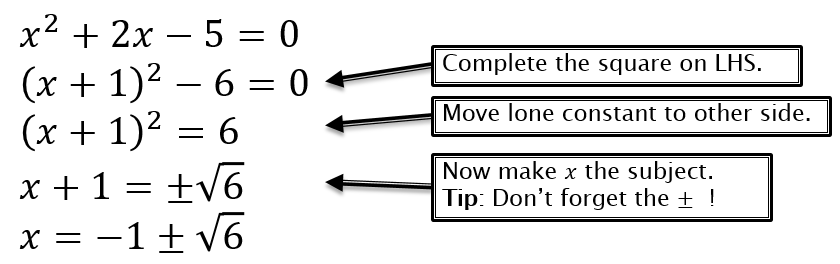 x² + 2x − 5 = 0
(x + 1)² − 6 = 0
Complete the square on LHS.
(x + 1)² = 6
Move lone constant to other side.
x + 1 = ±√6
Now make x the subject.
Tip: Don’t forget the ± !
x = −1 ± √6